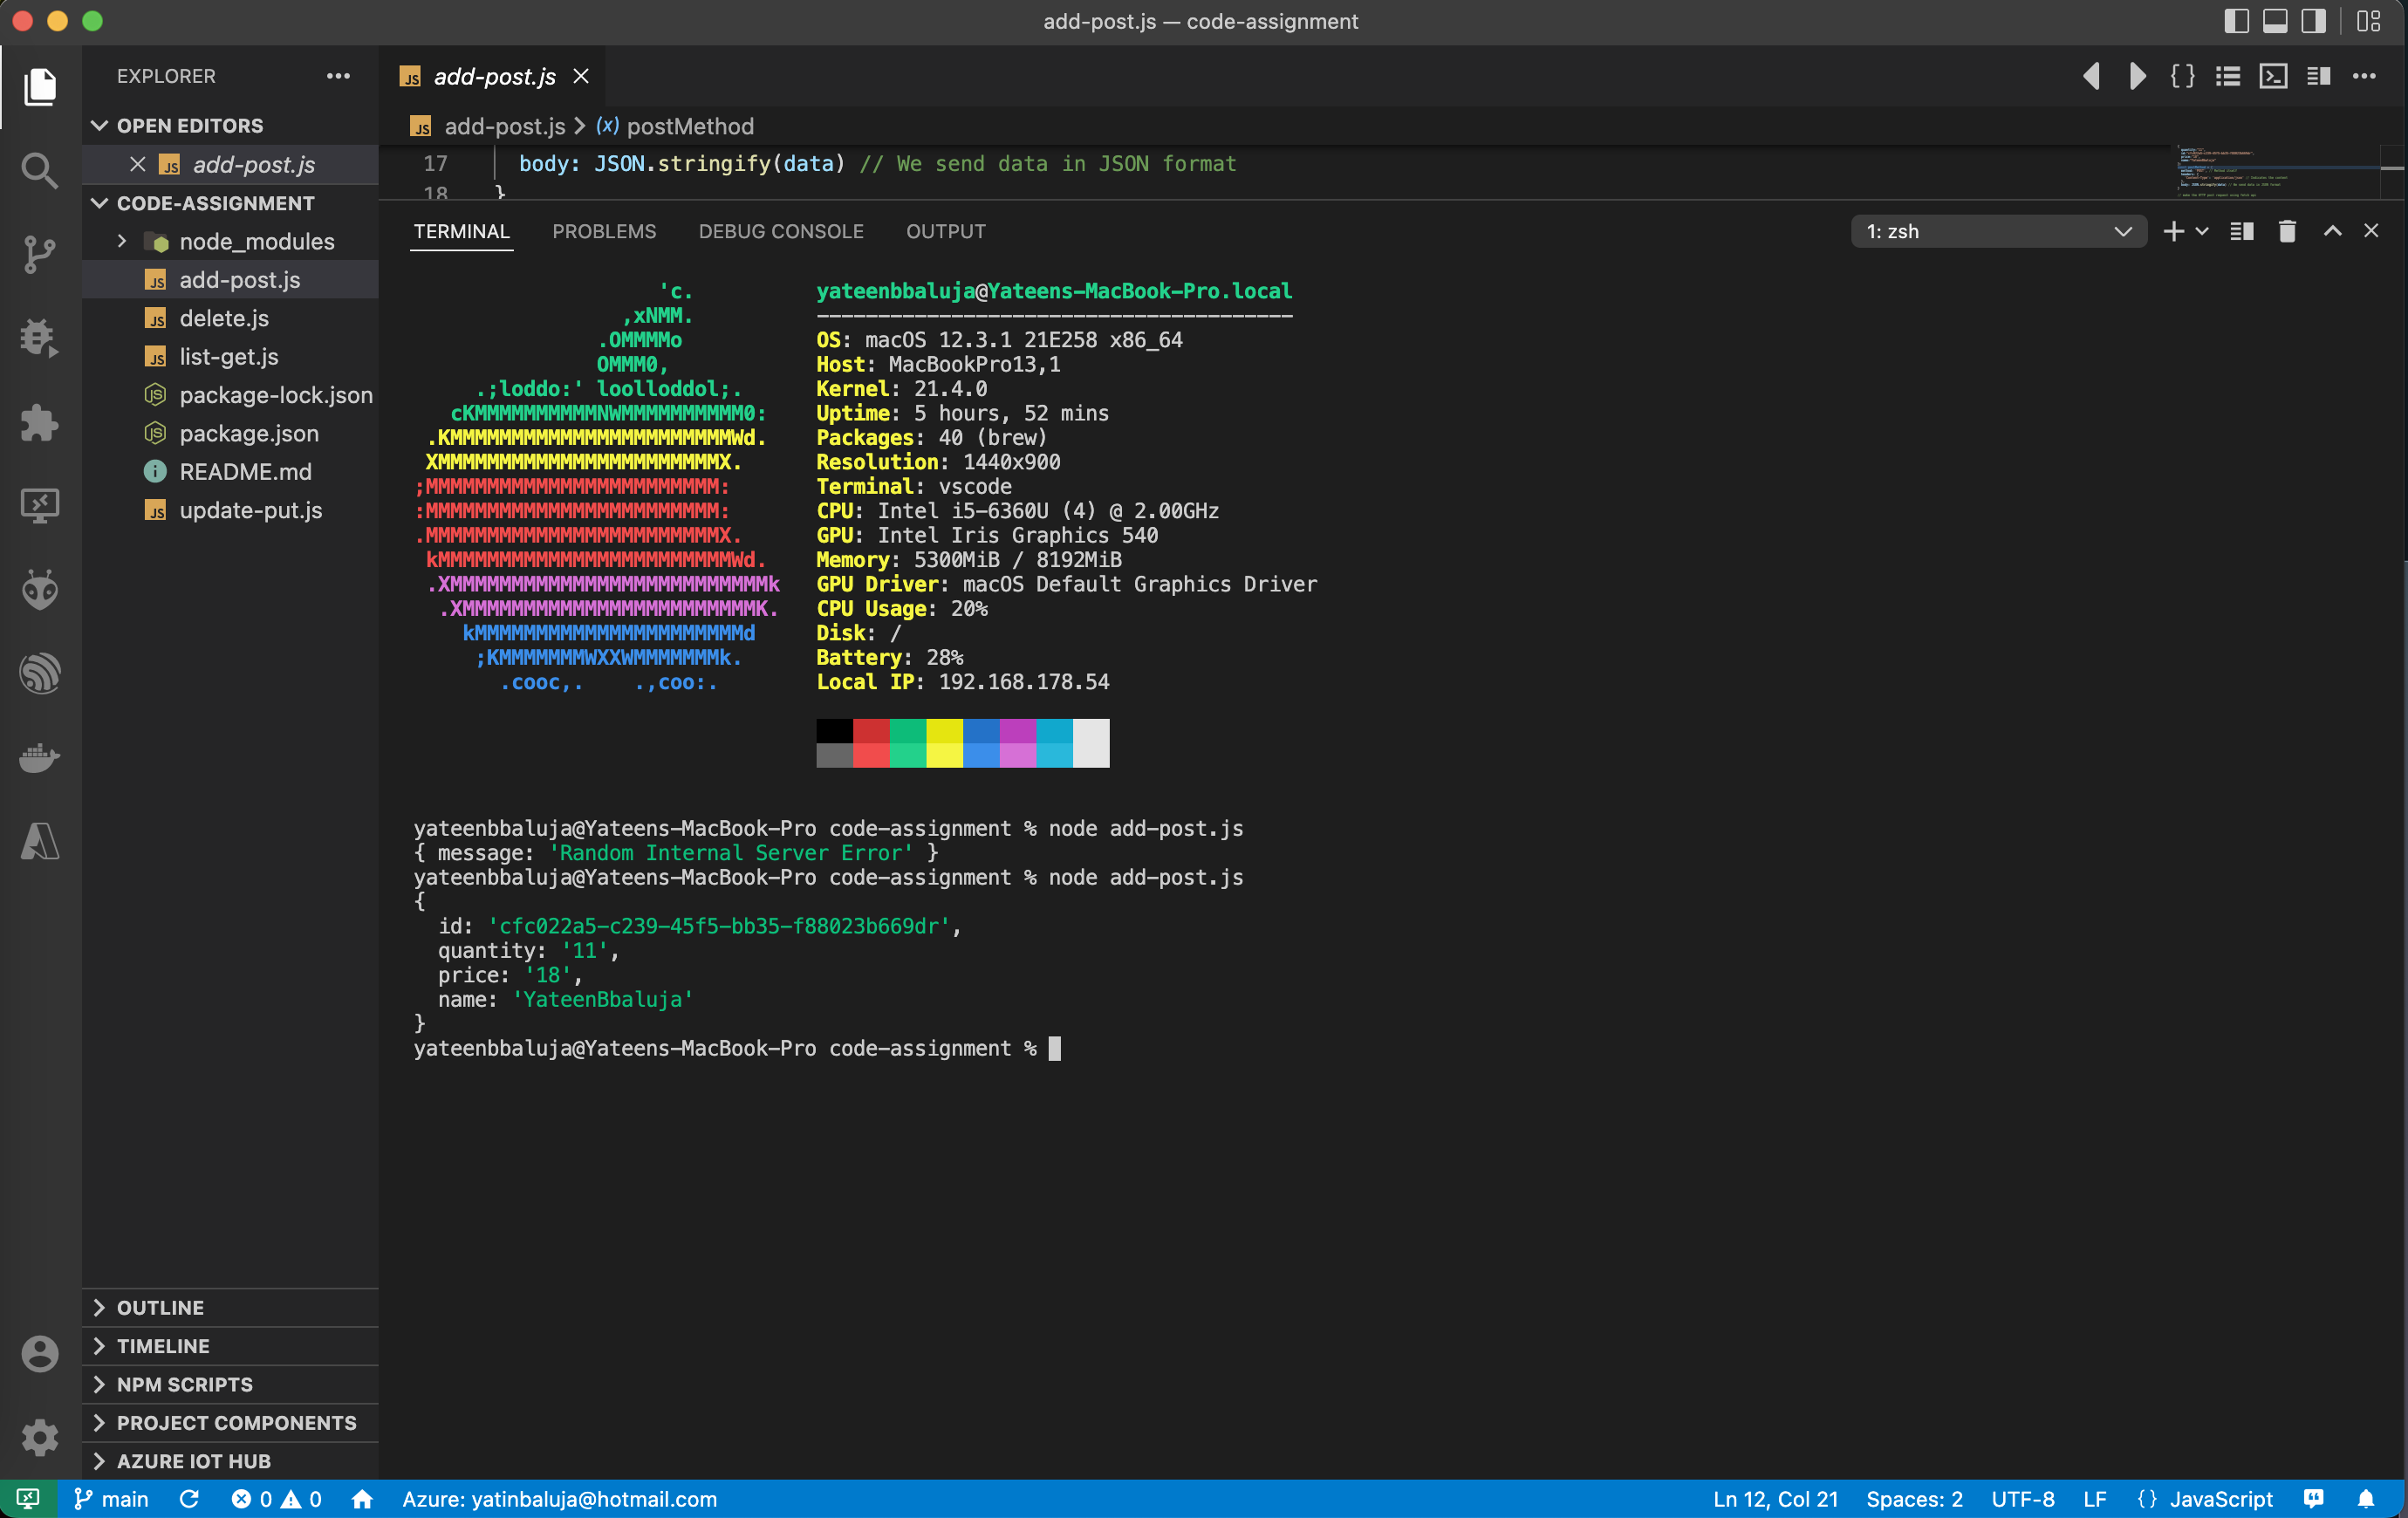 add-post.js — code-assignment
EXPLORER
OPEN EDITORS
add-post.js
CODE-ASSIGNMENT
node_modules
add-post.js
delete.js
list-get.js
package-lock.json
package.json
README.md
update-put.js
OUTLINE
TIMELINE
NPM SCRIPTS
PROJECT COMPONENTS
AZURE IOT HUB
add-post.js
add-post.js > (x) postMethod
17 body: JSON.stringify(data) // We send data in JSON format
18 }
TERMINAL PROBLEMS DEBUG CONSOLE OUTPUT 1: zsh
'c. yateenbbaluja@Yateens-MacBook-Pro.local
,xNMM. ---------------------------------------
.OMMMMo OS: macOS 12.3.1 21E258 x86_64
OMMM0, Host: MacBookPro13,1
.;loddo:' loolloddol;. Kernel: 21.4.0
cKMMMMMMMMMMNWMMMMMMMMMM0: Uptime: 5 hours, 52 mins
.KMMMMMMMMMMMMMMMMMMMMMMMWd. Packages: 40 (brew)
XMMMMMMMMMMMMMMMMMMMMMMMX. Resolution: 1440x900
;MMMMMMMMMMMMMMMMMMMMMMMM: Terminal: vscode
:MMMMMMMMMMMMMMMMMMMMMMMM: CPU: Intel i5-6360U (4) @ 2.00GHz
.MMMMMMMMMMMMMMMMMMMMMMMMX. GPU: Intel Iris Graphics 540
kMMMMMMMMMMMMMMMMMMMMMMMMWd. Memory: 5300MiB / 8192MiB
.XMMMMMMMMMMMMMMMMMMMMMMMMMMk GPU Driver: macOS Default Graphics Driver
.XMMMMMMMMMMMMMMMMMMMMMMMMK. CPU Usage: 20%
kMMMMMMMMMMMMMMMMMMMMMMd Disk: /
;KMMMMMMMWXXWMMMMMMMk. Battery: 28%
.cooc,. .,coo:. Local IP: 192.168.178.54
yateenbbaluja@Yateens-MacBook-Pro code-assignment % node add-post.js
{ message: 'Random Internal Server Error' }
yateenbbaluja@Yateens-MacBook-Pro code-assignment % node add-post.js
{
id: 'cfc022a5-c239-45f5-bb35-f88023b669dr',
quantity: '11',
price: '18',
name: 'YateenBbaluja'
}
yateenbbaluja@Yateens-MacBook-Pro code-assignment %
main 0 0 Azure: yatinbaluja@hotmail.com Ln 12, Col 21 Spaces: 2 UTF-8 LF {} JavaScript